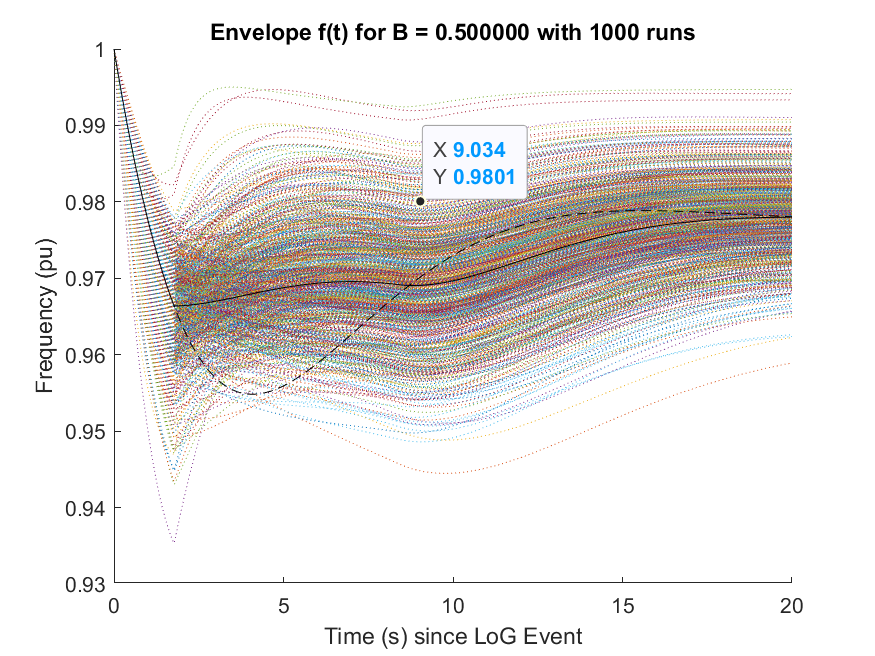 Envelope f(t) for B = 0.500000 with 1000 runs
1
0.99
0.98
0.97
0.96
0.95
0.94
0.93
Frequency (pu)
X 9.034
Y 0.9801
0
5
10
15
20
Time (s) since LoG Event